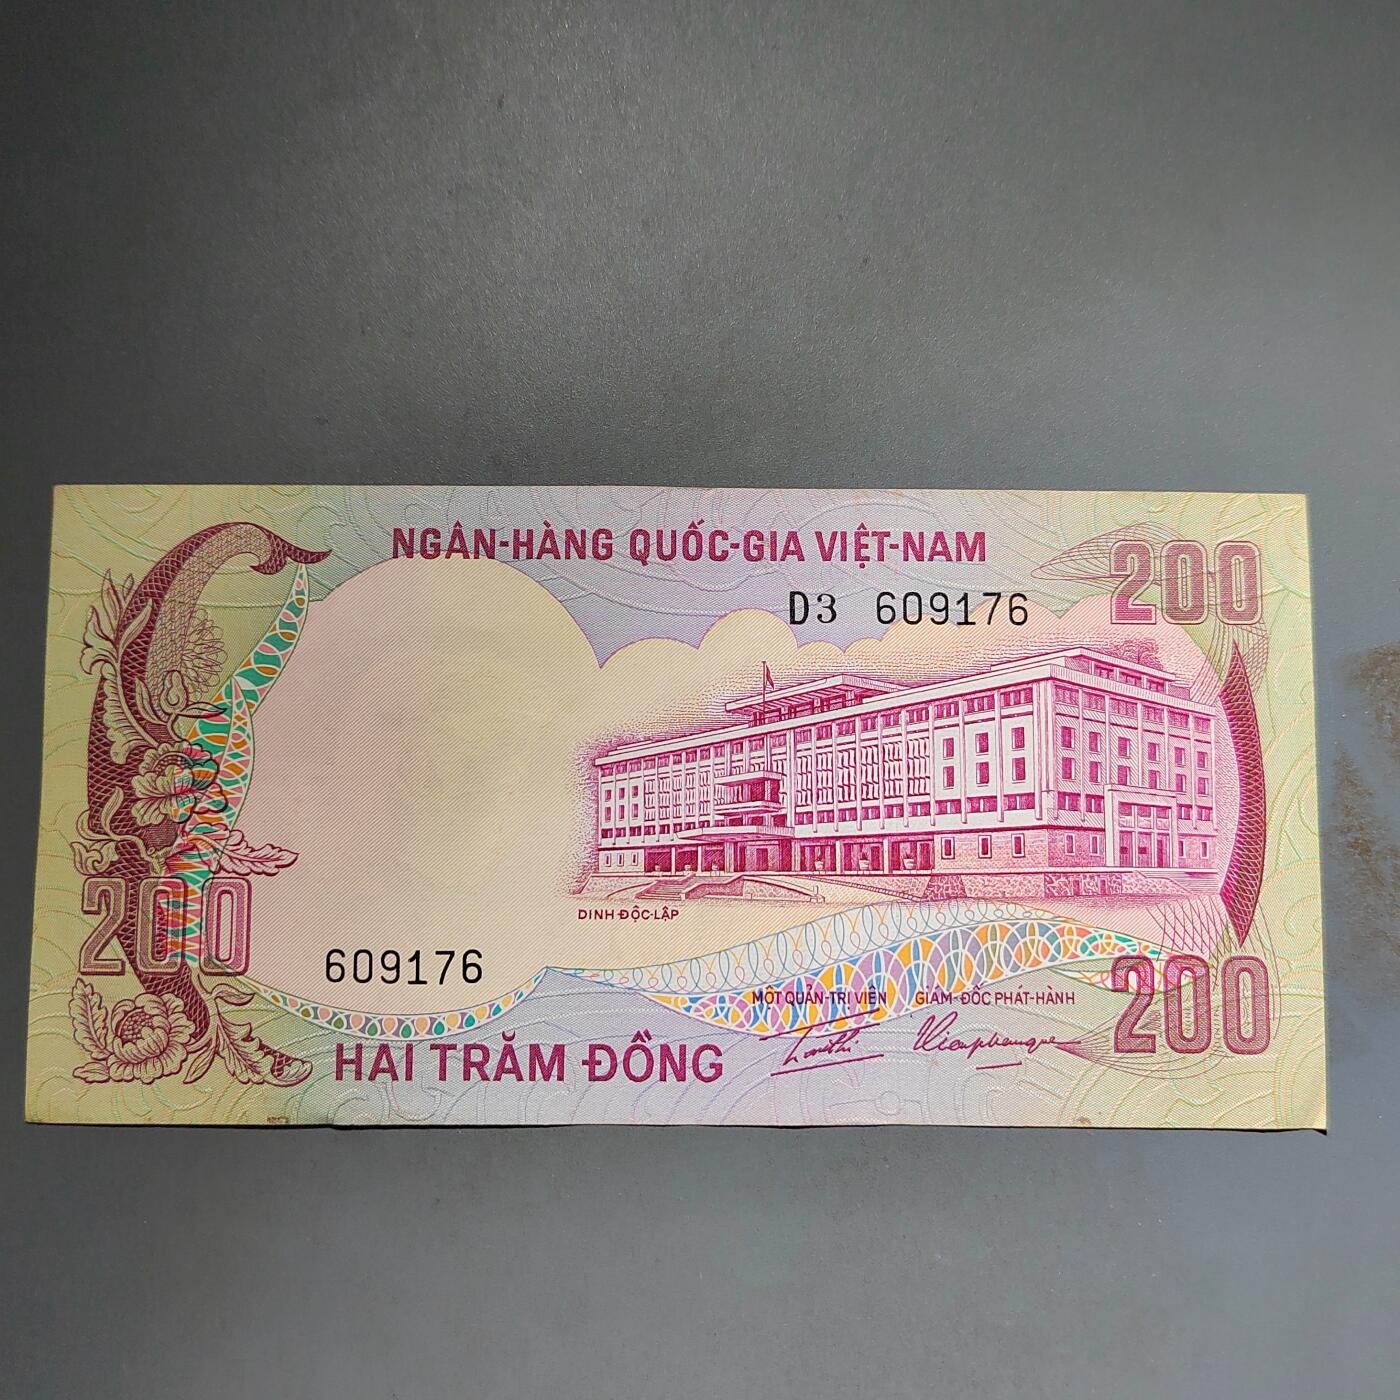 NGÂN-HÀNG QUỐC-GIA VIỆT-NAM
200
D3 609176
DINH ĐỘC-LẬP
200
609176
MỘT QUẢN-TRỊ VIÊN GIÁM-ĐỐC PHÁT-HÀNH
200
HAI TRĂM ĐỒNG